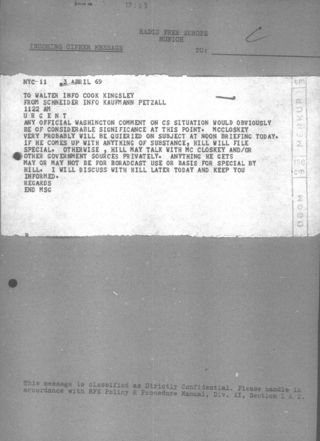 RADIO FREE EUROPE
MUNICH
INCOMING CIPHER MESSAGE
TO:
NYC-11 3 APRIL 69
TO WALTER INFO COOK KINGSLEY
FROM SCHNEIDER INFO KAUFMANN PETZALL
1122 AM
U R G E N T
ANY OFFICIAL WASHINGTON COMMENT ON CS SITUATION WOULD OBVIOUSLY
BE OF CONSIDERABLE SIGNIFICANCE AT THIS POINT. MCCLOSKEY
VERY PROBABLY WILL BE QUERIED ON SUBJECT AT NOON BRIEFING TODAY.
IF HE COMES UP WITH ANYTHING OF SUBSTANCE, HILL WILL FILE
SPECIAL. OTHERWISE, HILL MAY TALK WITH MC CLOSKEY AND/OR
OTHER GOVERNMENT SOURCES PRIVATELY. ANYTHING HE GETS
MAY OR MAY NOT BE FOR BROADCAST USE OR BASIS FOR SPECIAL BY
HILL. I WILL DISCUSS WITH HILL LATER TODAY AND KEEP YOU
INFORMED.
REGARDS
END MSG
This message is classified as Strictly Confidential. Please handle in
accordance with RFE Policy & Procedure Manual, Div. XI, Section 1 & 2.